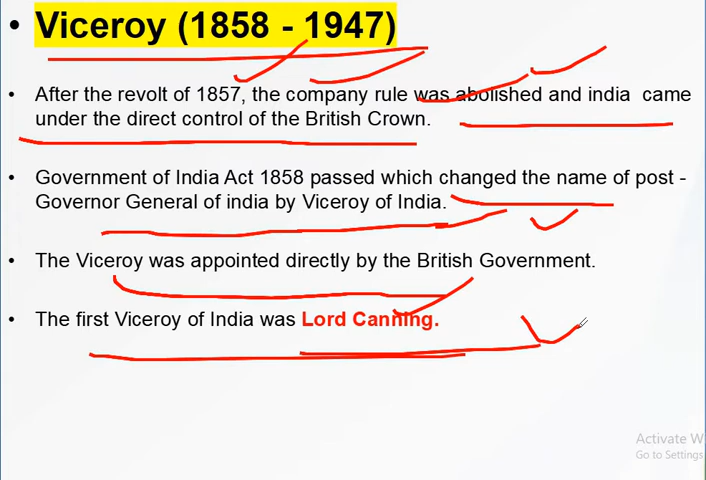 • Viceroy (1858 - 1947)
• After the revolt of 1857, the company rule was abolished and india came
under the direct control of the British Crown.
• Government of India Act 1858 passed which changed the name of post -
Governor General of india by Viceroy of India.
• The Viceroy was appointed directly by the British Government.
• The first Viceroy of India was Lord Canning.
Activate W
Go to Settings